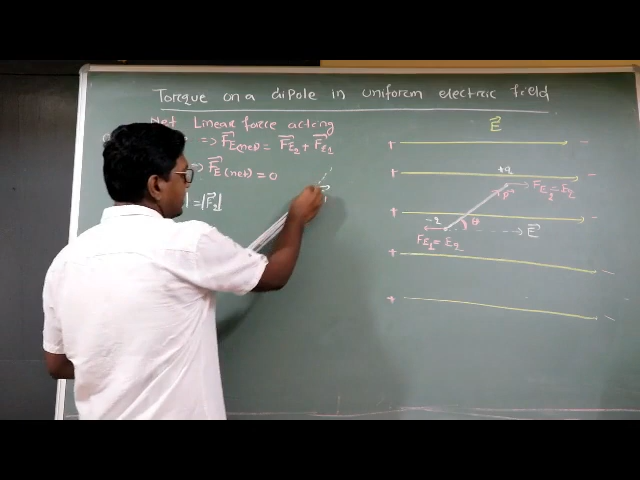 Torque on a dipole in uniform electric field
Net Linear force acting
=> F⃗E(net) = F⃗E2 + F⃗E1
=> F⃗E(net) = 0
| = |F⃗2|
E⃗
+ -
+ +q -
P⃗ FE2 = Eq
+ -q θ -
E⃗
FE1 = Eq
+ -
+ -